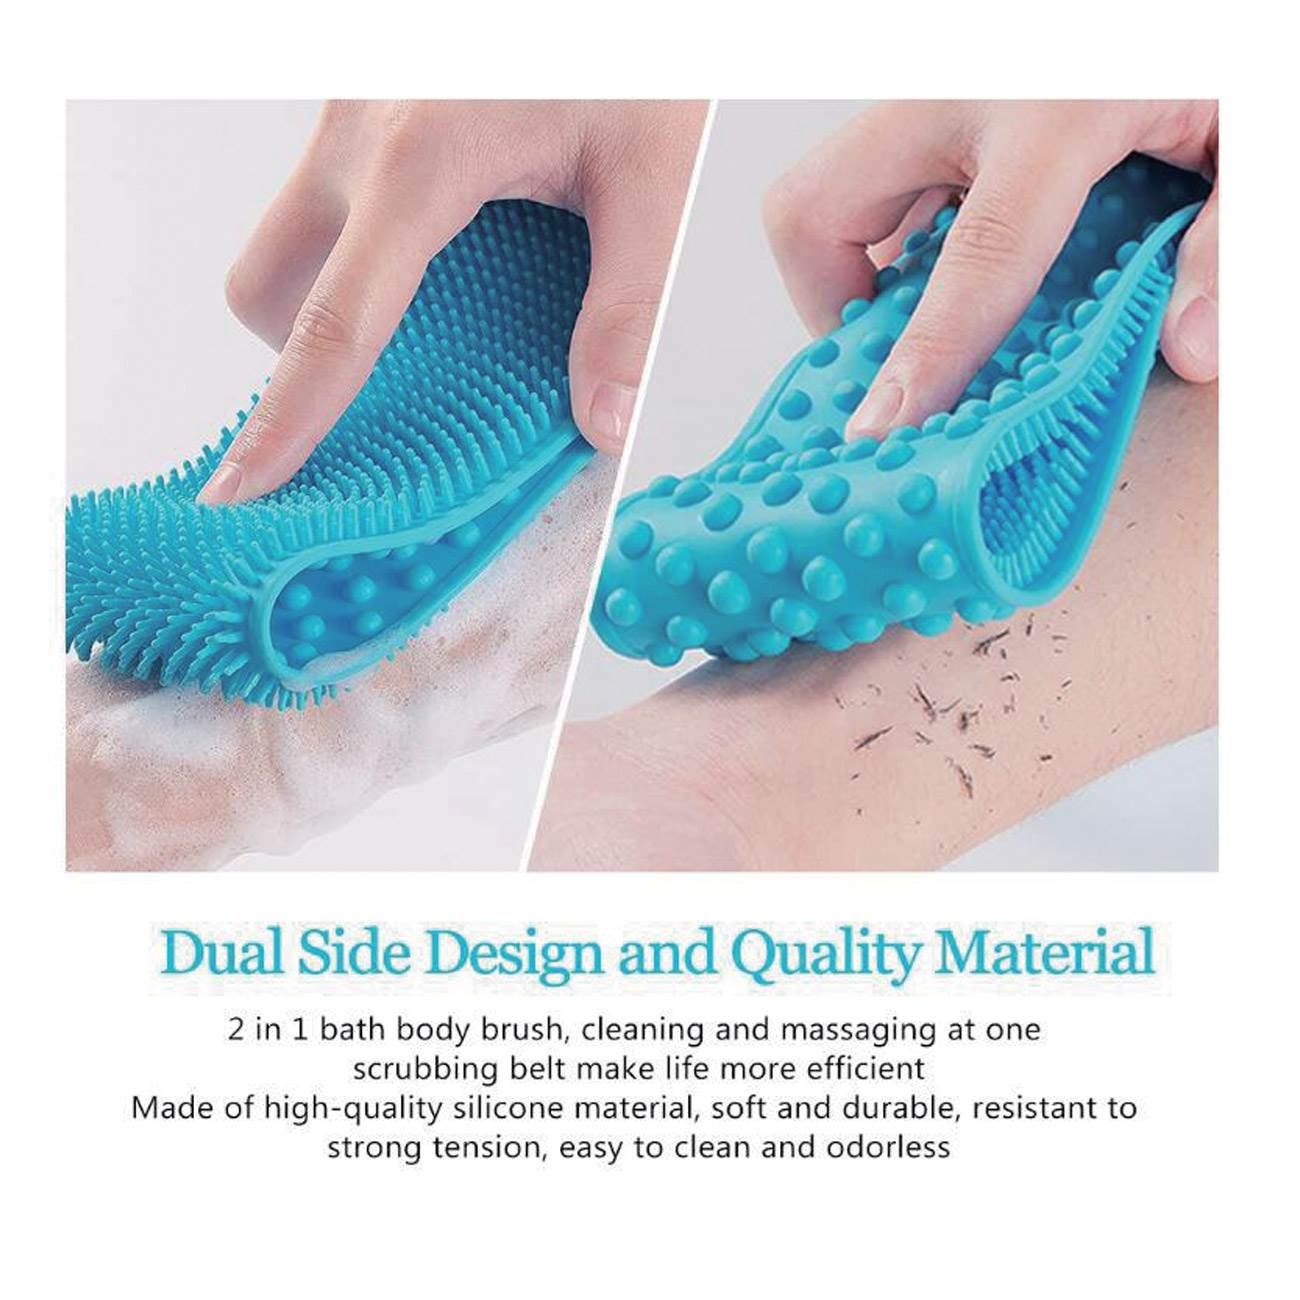 Dual Side Design and Quality Material
2 in 1 bath body brush, cleaning and massaging at one
scrubbing belt make life more efficient
Made of high-quality silicone material, soft and durable, resistant to
strong tension, easy to clean and odorless